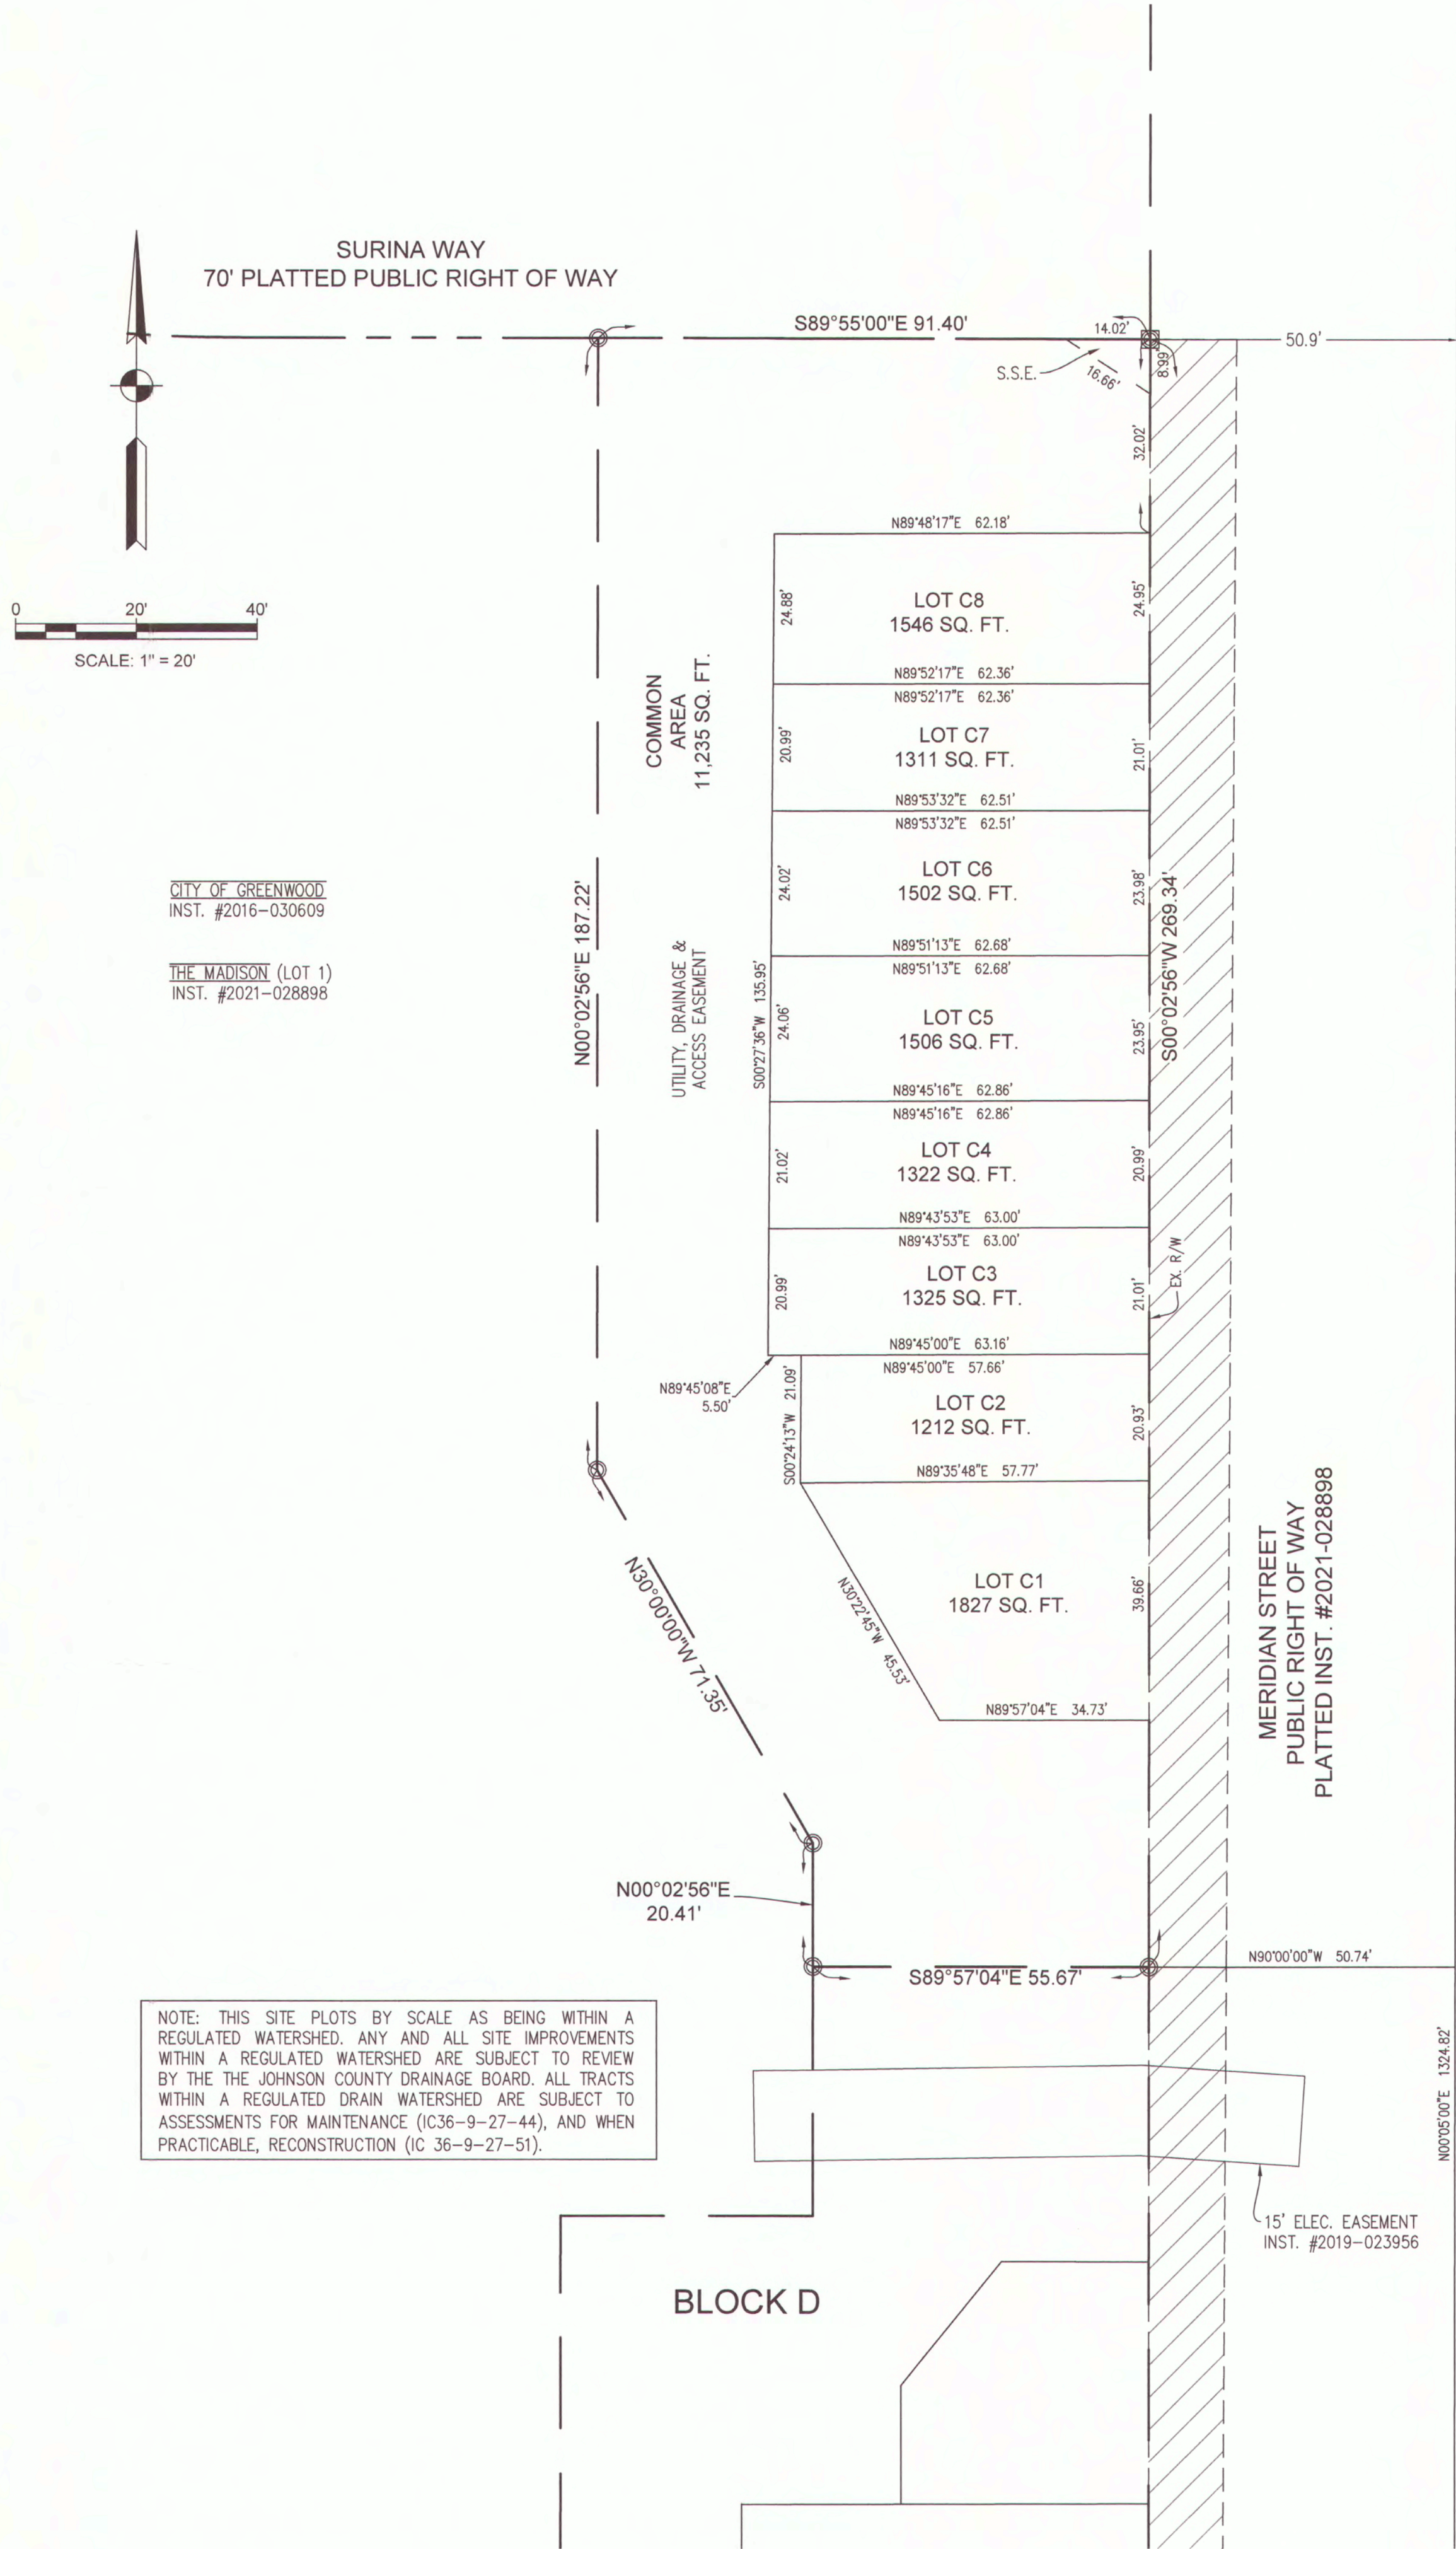 SURINA WAY
70' PLATTED PUBLIC RIGHT OF WAY
S89°55'00"E 91.40'
14.02'
50.9'
S.S.E.
16.66'
8.99'
32.02'
0 20' 40'
SCALE: 1" = 20'
N89°48'17"E 62.18'
24.88'
LOT C8
1546 SQ. FT.
24.95'
N89°52'17"E 62.36'
N89°52'17"E 62.36'
COMMON
AREA
11,235 SQ. FT.
20.99'
LOT C7
1311 SQ. FT.
21.01'
N89°53'32"E 62.51'
N89°53'32"E 62.51'
24.02'
LOT C6
1502 SQ. FT.
23.98'
S00°02'56"W 269.34'
CITY OF GREENWOOD
INST. #2016-030609
THE MADISON (LOT 1)
INST. #2021-028898
N00°02'56"E 187.22'
UTILITY, DRAINAGE &
ACCESS EASEMENT
N89°51'13"E 62.68'
N89°51'13"E 62.68'
S00°27'36"W 135.95'
24.06'
LOT C5
1506 SQ. FT.
23.95'
N89°45'16"E 62.86'
N89°45'16"E 62.86'
21.02'
LOT C4
1322 SQ. FT.
20.99'
N89°43'53"E 63.00'
N89°43'53"E 63.00'
20.99'
LOT C3
1325 SQ. FT.
21.01'
EX. R/W
N89°45'00"E 63.16'
N89°45'00"E 57.66'
N89°45'08"E
5.50'
S00°24'13"W 21.09'
LOT C2
1212 SQ. FT.
20.93'
N89°35'48"E 57.77'
N30°00'00"W 71.35'
N30°22'45"W 45.53'
LOT C1
1827 SQ. FT.
39.66'
N89°57'04"E 34.73'
MERIDIAN STREET
PUBLIC RIGHT OF WAY
PLATTED INST. #2021-028898
N00°02'56"E
20.41'
S89°57'04"E 55.67'
N90°00'00"W 50.74'
N00°05'00"E 1324.82'
NOTE: THIS SITE PLOTS BY SCALE AS BEING WITHIN A
REGULATED WATERSHED. ANY AND ALL SITE IMPROVEMENTS
WITHIN A REGULATED WATERSHED ARE SUBJECT TO REVIEW
BY THE THE JOHNSON COUNTY DRAINAGE BOARD. ALL TRACTS
WITHIN A REGULATED DRAIN WATERSHED ARE SUBJECT TO
ASSESSMENTS FOR MAINTENANCE (IC36-9-27-44), AND WHEN
PRACTICABLE, RECONSTRUCTION (IC 36-9-27-51).
15' ELEC. EASEMENT
INST. #2019-023956
BLOCK D